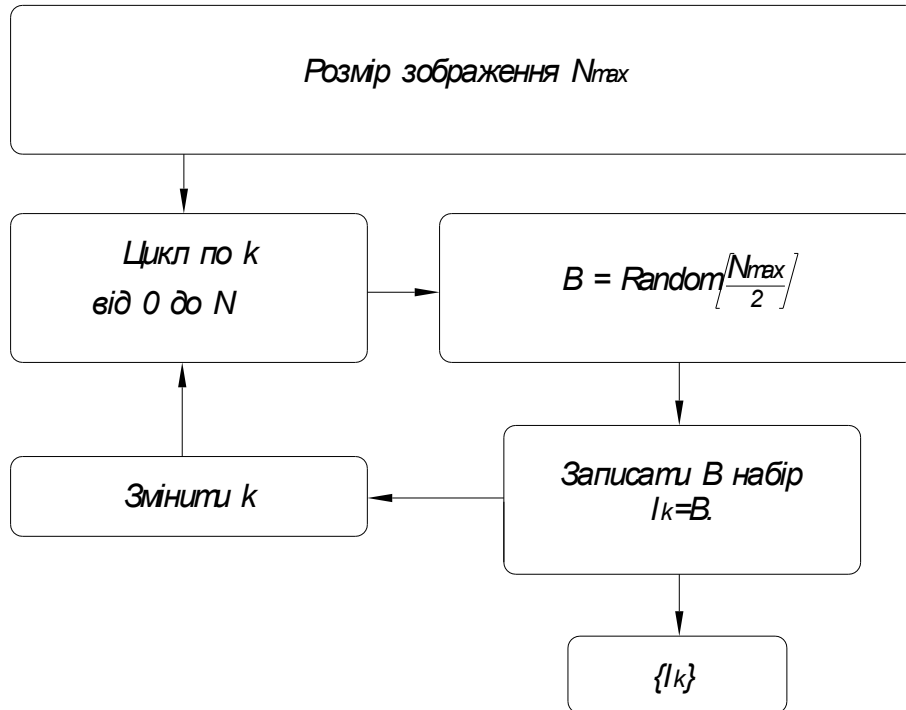 Розмір зображення Nmax
Цикл по k
від 0 до N
B = Random(Nmax/2)
Записати B набір
Ik=B.
Змінити k
{Ik}